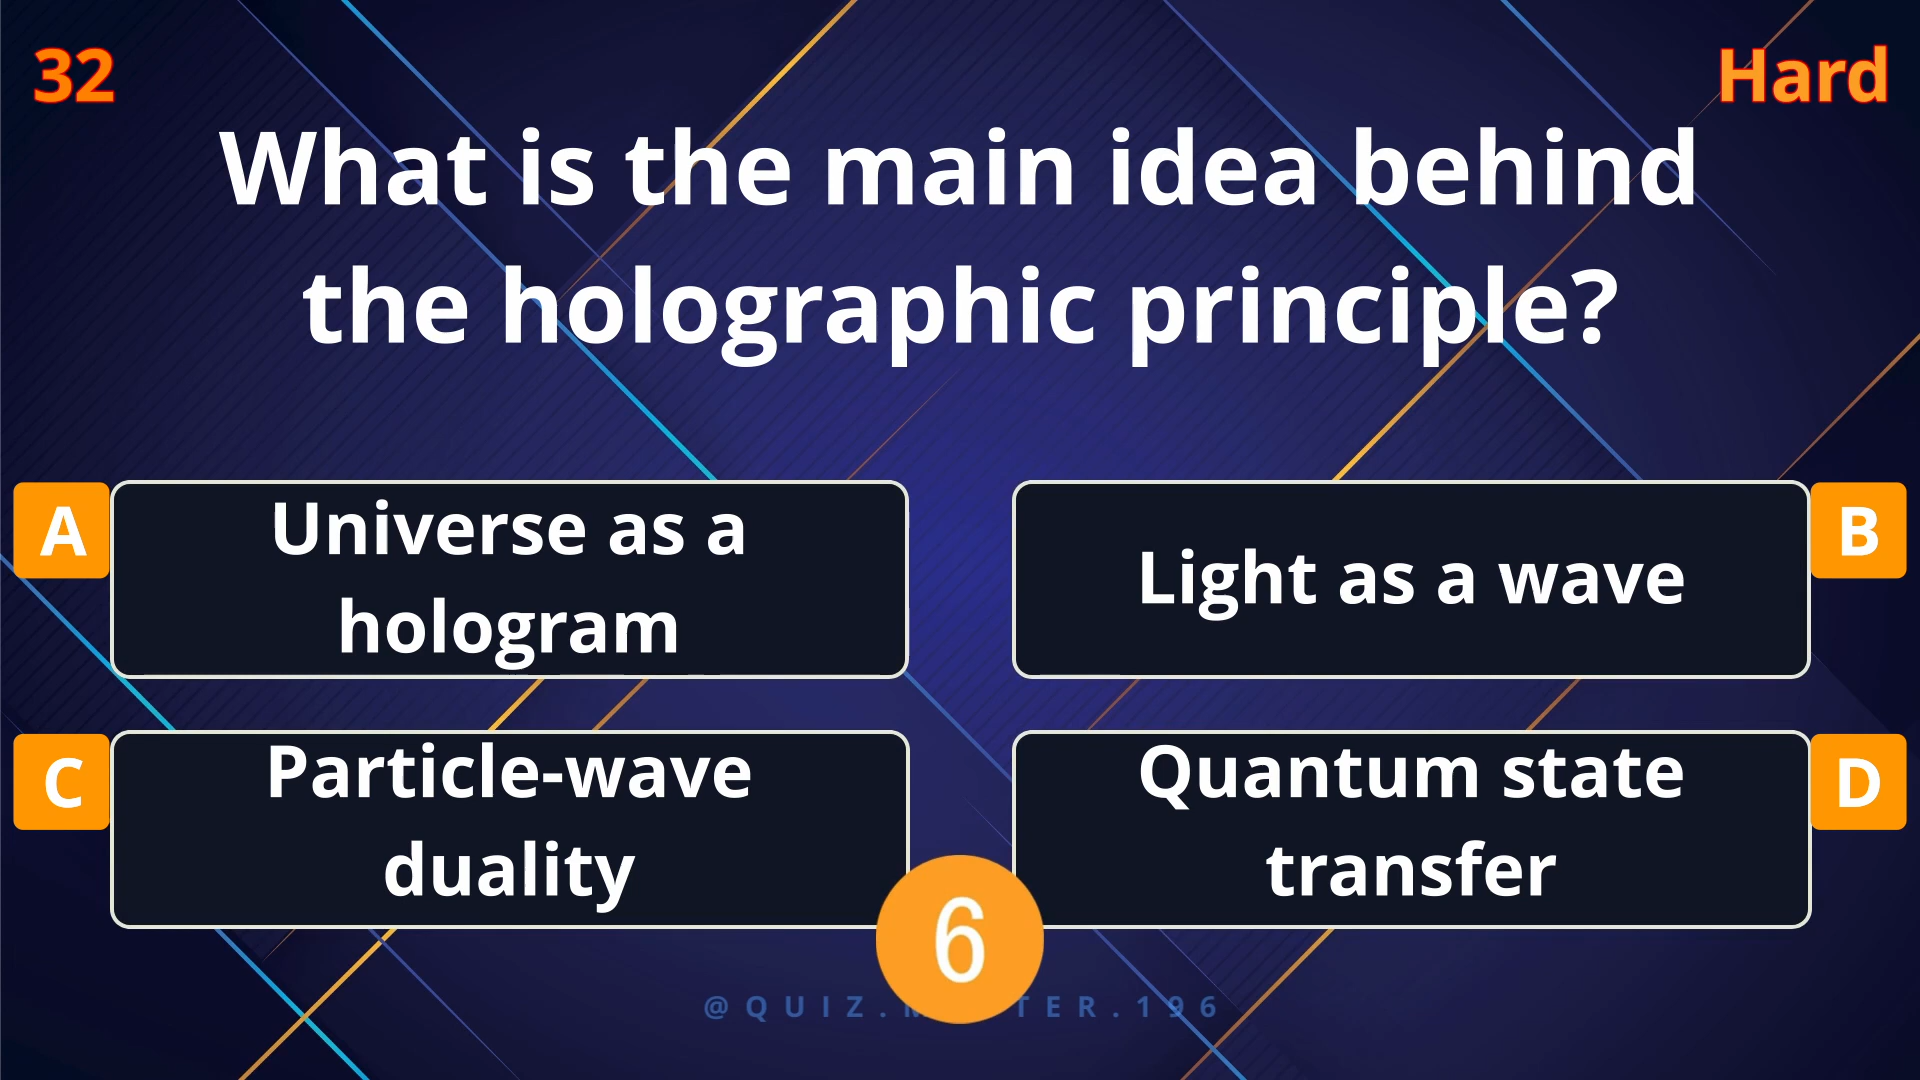 32
Hard
What is the main idea behind
the holographic principle?
A
Universe as a
hologram
B
Light as a wave
C
Particle-wave
duality
D
Quantum state
transfer
6
@QUIZ.M TER.196